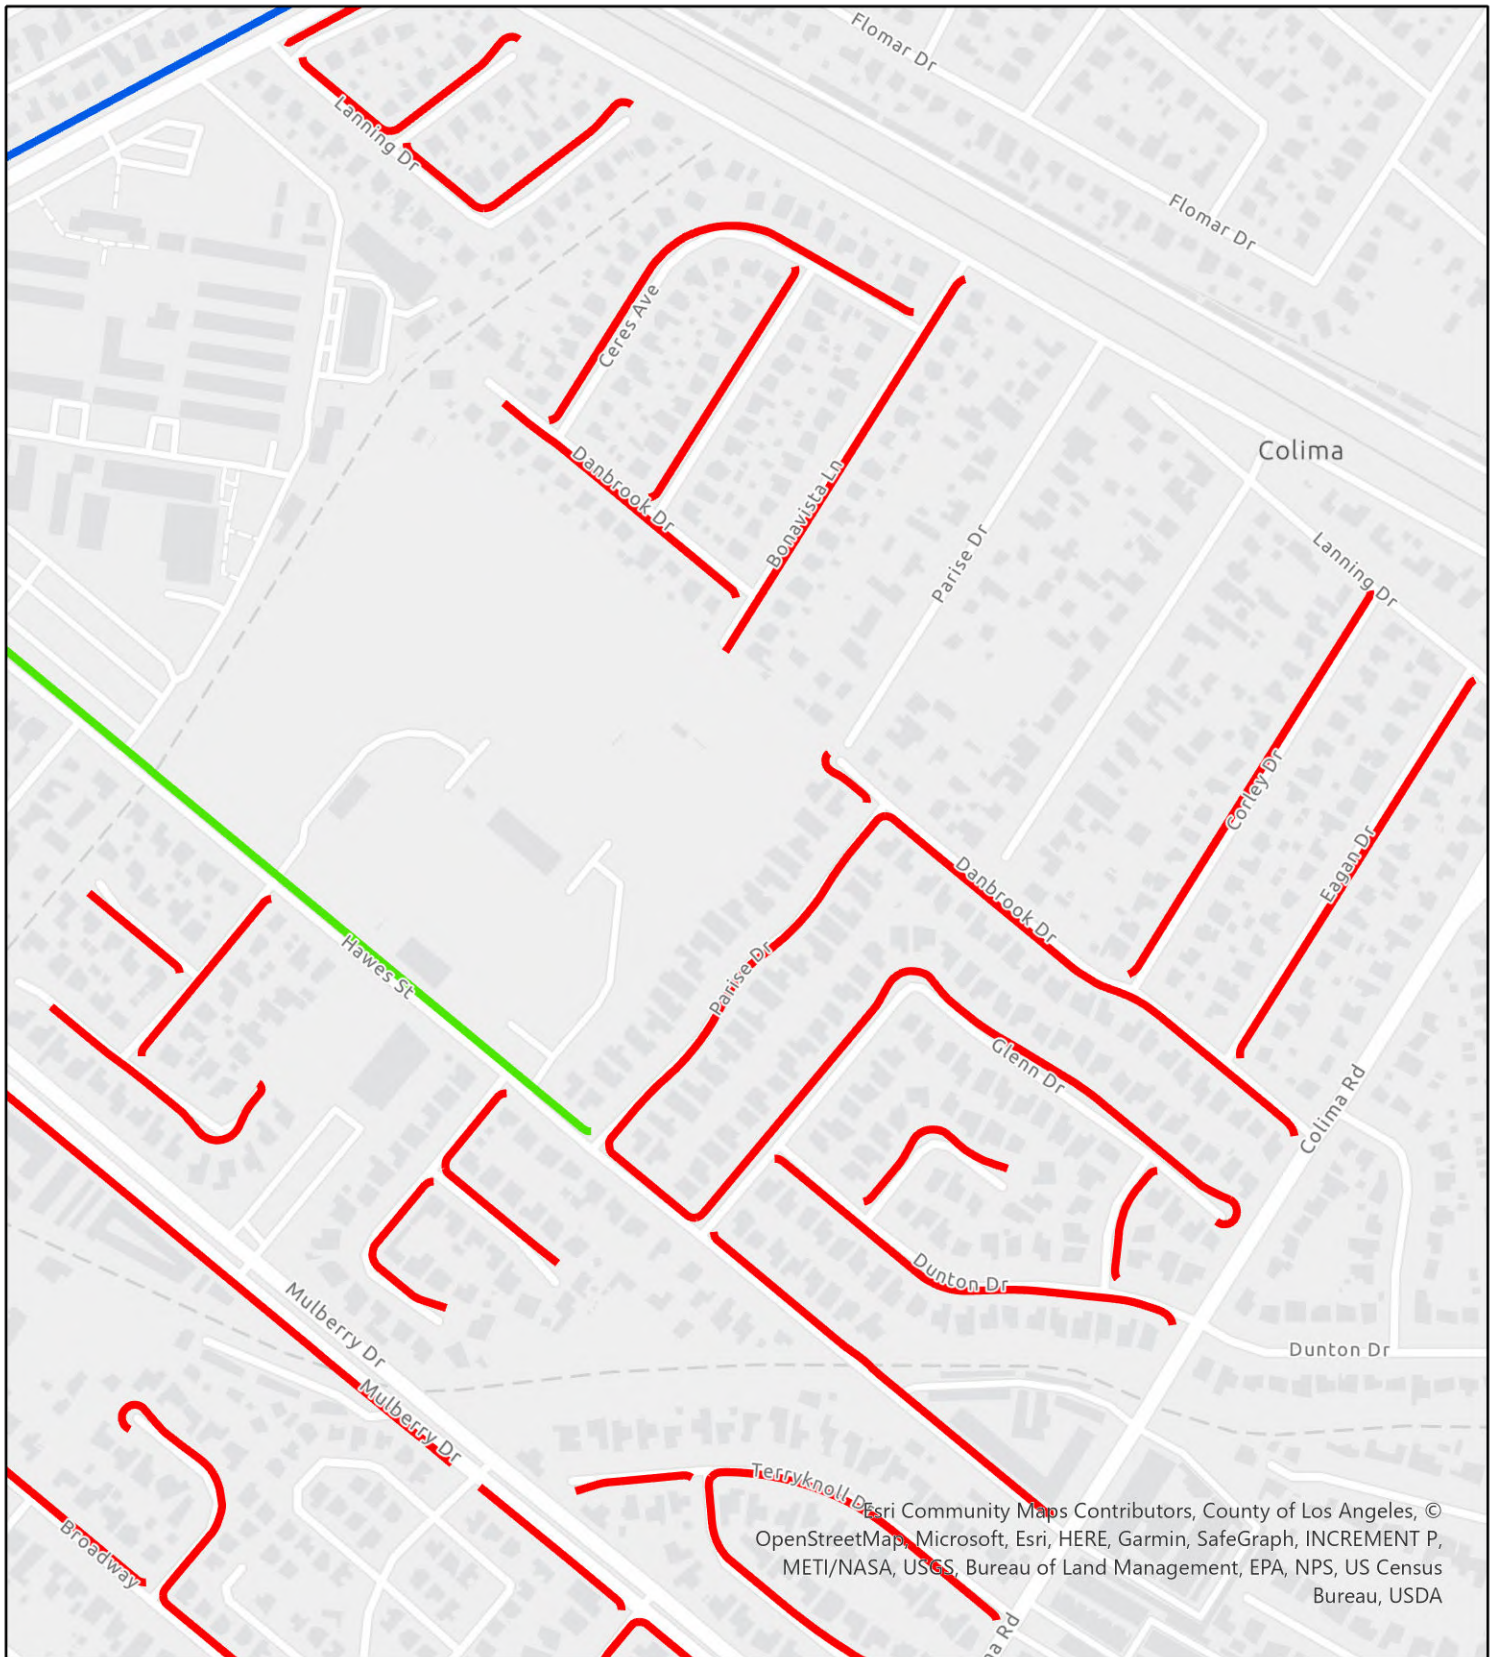 Flomar Dr
Lanning Dr
Flomar Dr
Ceres Ave
Colima
Danbrook Dr
Bonavista Ln
Parise Dr
Lanning Dr
Corley Dr
Eagan Dr
Danbrook Dr
Hawes St
Parise Dr
Glenn Dr
Colima Rd
Dunton Dr
Dunton Dr
Mulberry Dr
Mulberry Dr
Terryknoll Dr
Broadway
na Rd
Esri Community Maps Contributors, County of Los Angeles, ©
OpenStreetMap, Microsoft, Esri, HERE, Garmin, SafeGraph, INCREMENT P,
METI/NASA, USGS, Bureau of Land Management, EPA, NPS, US Census
Bureau, USDA